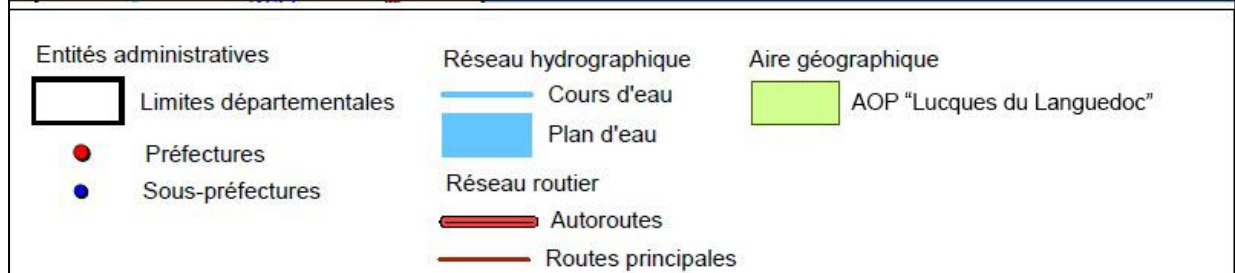 Entités administratives
Limites départementales
Préfectures
Sous-préfectures
Réseau hydrographique
Cours d'eau
Plan d'eau
Réseau routier
Autoroutes
Routes principales
Aire géographique
AOP “Lucques du Languedoc”